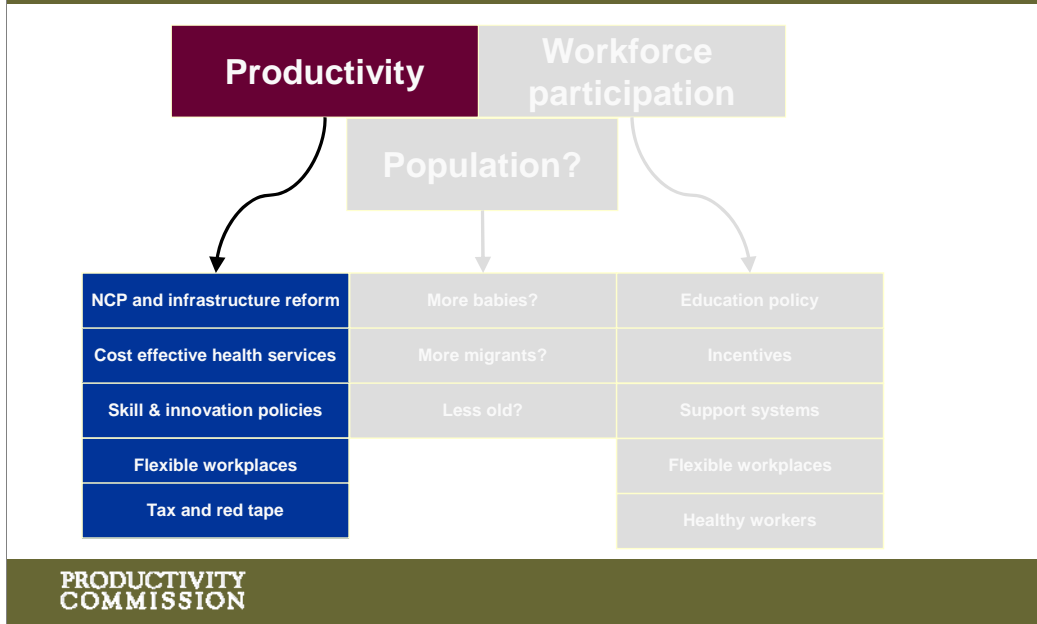 Productivity
Workforce
participation
Population?
NCP and infrastructure reform
Cost effective health services
Skill & innovation policies
Flexible workplaces
Tax and red tape
More babies?
More migrants?
Less old?
Education policy
Incentives
Support systems
Flexible workplaces
Healthy workers
PRODUCTIVITY
COMMISSION